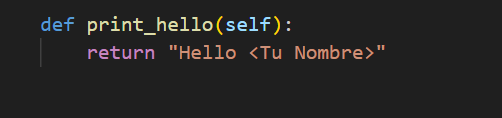 def print_hello(self):
    return "Hello <Tu Nombre>"